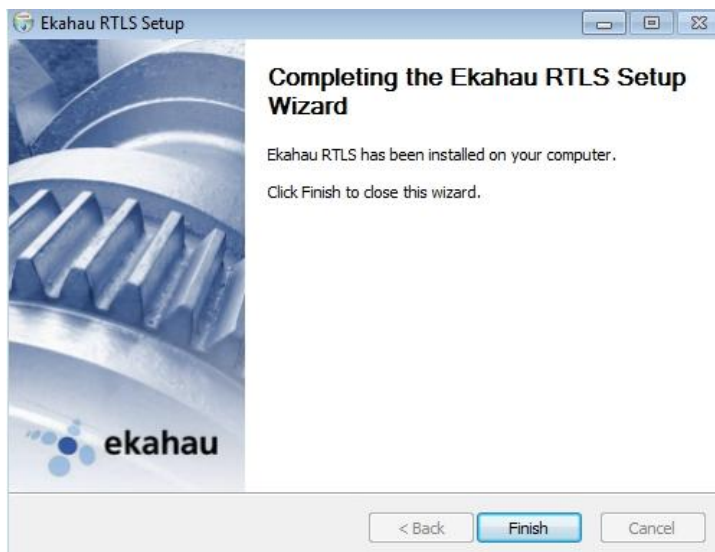 Ekahau RTLS Setup
Completing the Ekahau RTLS Setup
Wizard
Ekahau RTLS has been installed on your computer.
Click Finish to close this wizard.
ekahau
< Back
Finish
Cancel